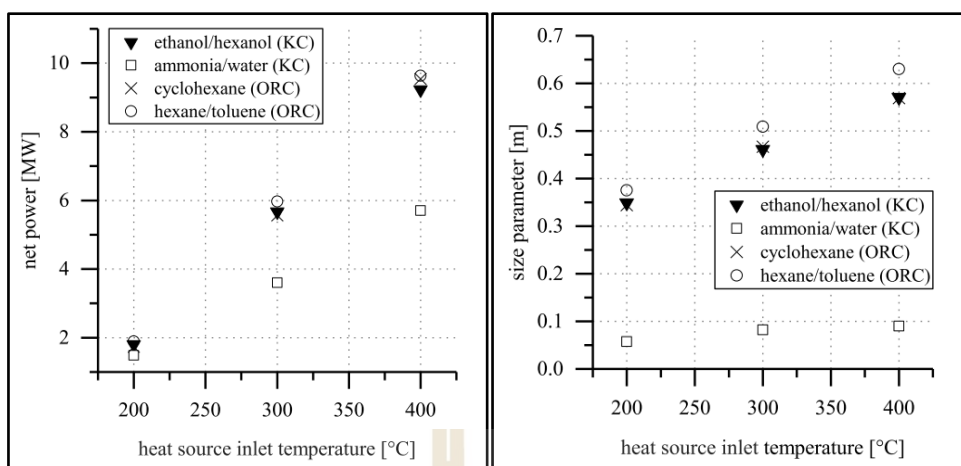 ethanol/hexanol (KC)
ammonia/water (KC)
cyclohexane (ORC)
hexane/toluene (ORC)
net power [MW]
10
8
6
4
2
200
250
300
350
400
heat source inlet temperature [°C]
0.7
0.6
0.5
0.4
0.3
0.2
0.1
0.0
size parameter [m]
ethanol/hexanol (KC)
ammonia/water (KC)
cyclohexane (ORC)
hexane/toluene (ORC)
200
250
300
350
400
heat source inlet temperature [°C]